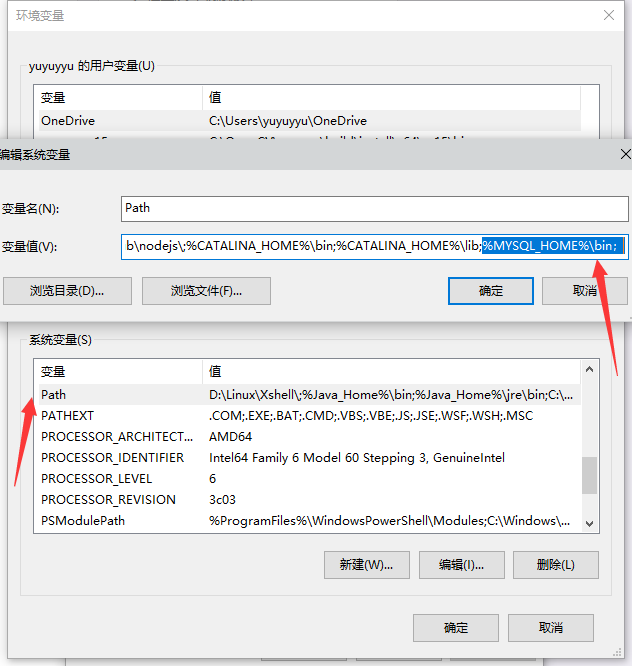 环境变量
yuyuyyu 的用户变量(U)
变量 值
OneDrive C:\Users\yuyuyyu\OneDrive
编辑系统变量
变量名(N): Path
变量值(V): b\nodejs\;%CATALINA_HOME%\bin;%CATALINA_HOME%\lib;%MYSQL_HOME%\bin;
浏览目录(D)... 浏览文件(F)... 确定 取消
系统变量(S)
变量 值
Path D:\Linux\Xshell\;%Java_Home%\bin;%Java_Home%\jre\bin;C:\...
PATHEXT .COM;.EXE;.BAT;.CMD;.VBS;.VBE;.JS;.JSE;.WSF;.WSH;.MSC
PROCESSOR_ARCHITECT... AMD64
PROCESSOR_IDENTIFIER Intel64 Family 6 Model 60 Stepping 3, GenuineIntel
PROCESSOR_LEVEL 6
PROCESSOR_REVISION 3c03
PSModulePath %ProgramFiles%\WindowsPowerShell\Modules;C:\Windows\...
新建(W)... 编辑(I)... 删除(L)
确定 取消